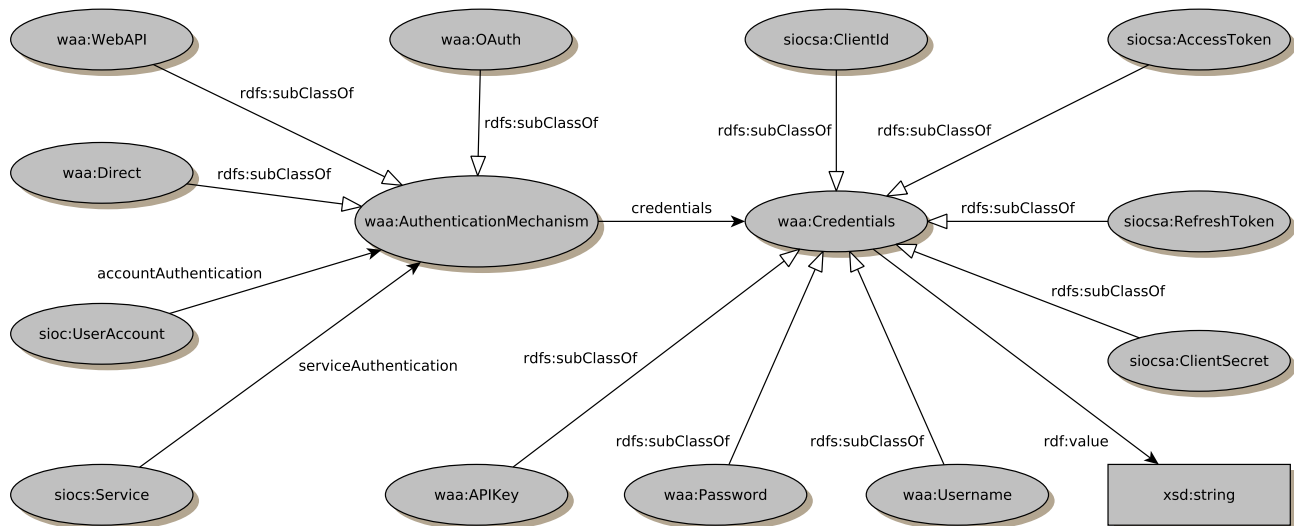 waa:WebAPI
waa:OAuth
siocsa:ClientId
siocsa:AccessToken
rdfs:subClassOf
rdfs:subClassOf
rdfs:subClassOf
rdfs:subClassOf
waa:Direct
rdfs:subClassOf
waa:AuthenticationMechanism
credentials
waa:Credentials
rdfs:subClassOf
siocsa:RefreshToken
accountAuthentication
rdfs:subClassOf
sioc:UserAccount
serviceAuthentication
rdfs:subClassOf
siocsa:ClientSecret
rdfs:subClassOf
rdfs:subClassOf
rdf:value
siocs:Service
waa:APIKey
waa:Password
waa:Username
xsd:string